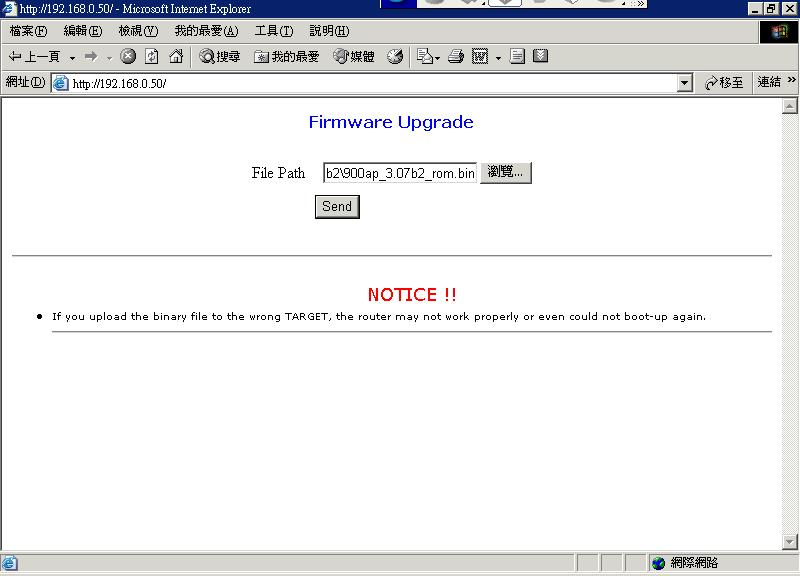 http://192.168.0.50/ - Microsoft Internet Explorer
檔案(F) 編輯(E) 檢視(V) 我的最愛(A) 工具(T) 說明(H)
上一頁 搜尋 我的最愛 媒體
網址(D) http://192.168.0.50/ 移至 連結 »
Firmware Upgrade
File Path b2\900ap_3.07b2_rom.bin 瀏覽...
Send
NOTICE !!
• If you upload the binary file to the wrong TARGET, the router may not work properly or even could not boot-up again.
網際網路